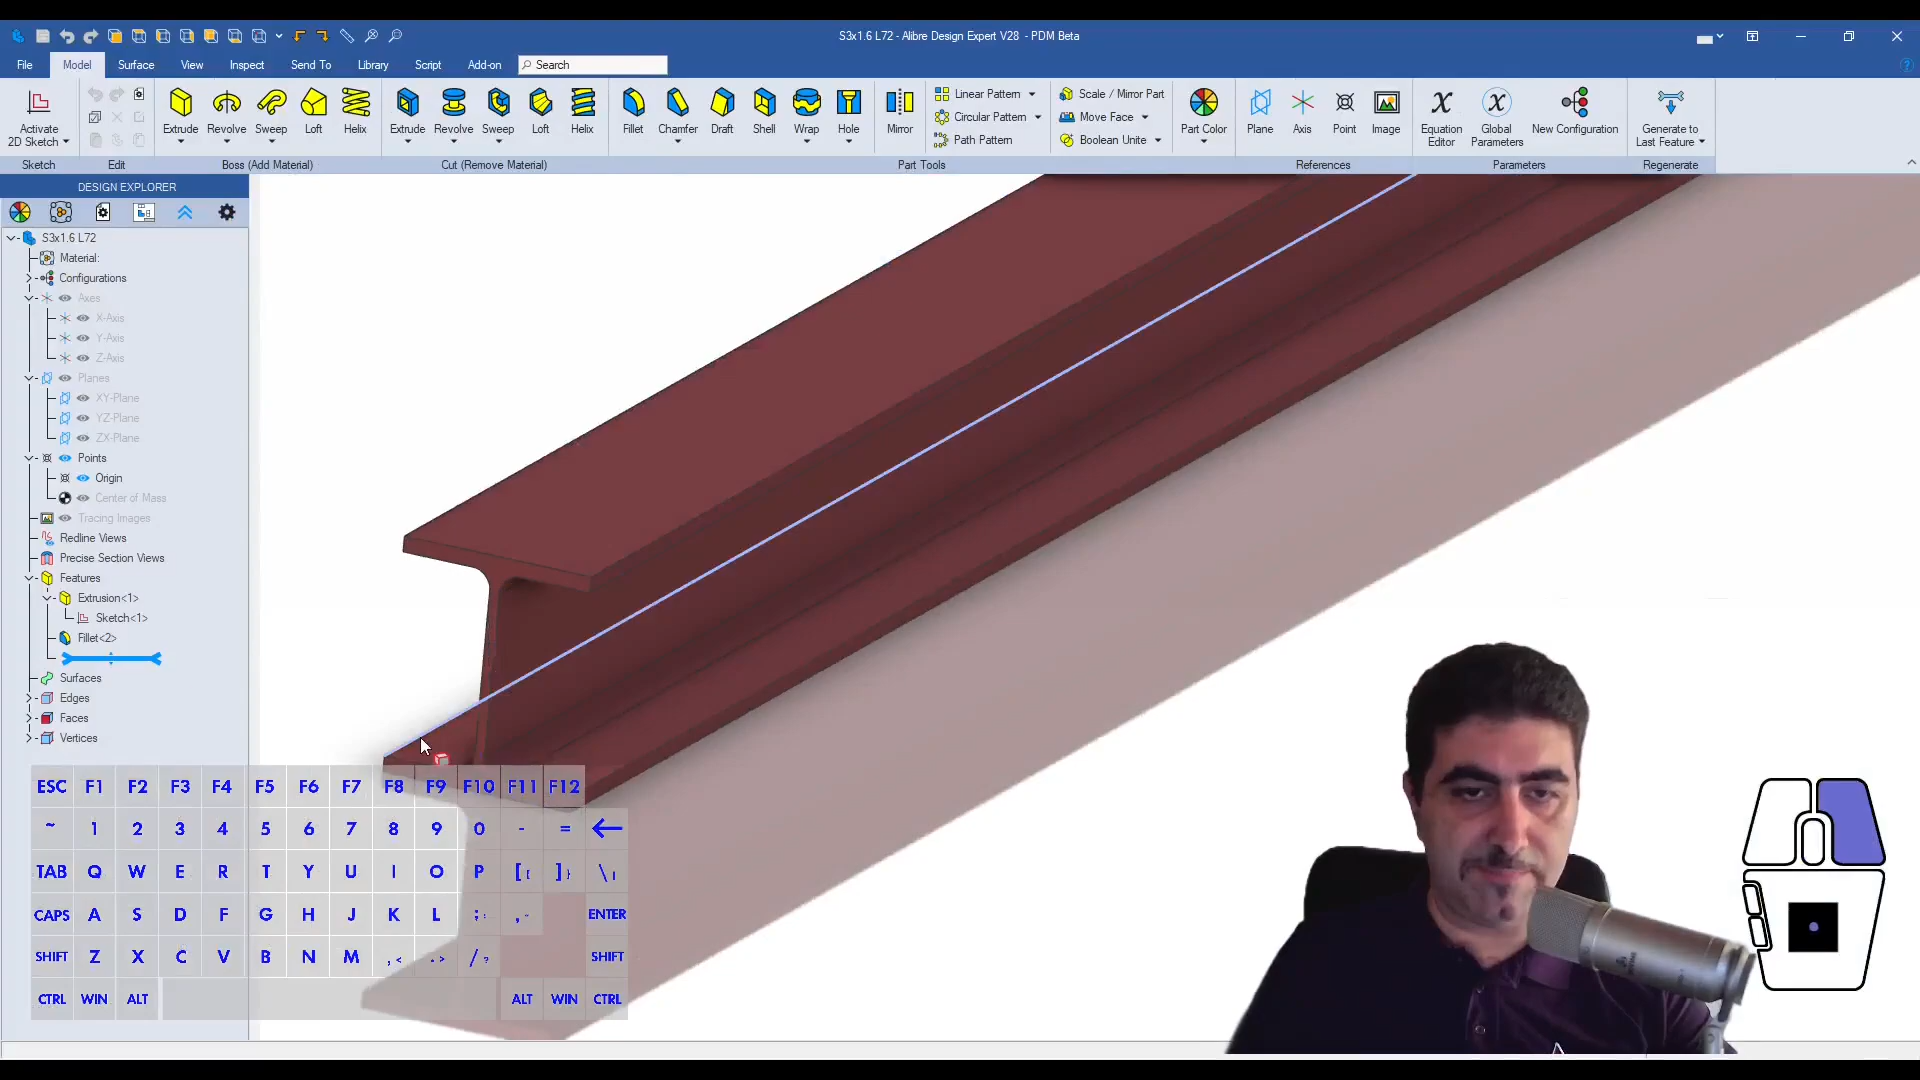 S3x1.6 L72 - Alibre Design Expert V28 - PDM Beta
File Model Surface View Inspect Send To Library Script Add-on Search
Activate 2D Sketch
Extrude Revolve Sweep Loft Helix
Extrude Revolve Sweep Loft Helix
Fillet Chamfer Draft Shell Wrap Hole Mirror
Linear Pattern
Circular Pattern
Path Pattern
Scale / Mirror Part
Move Face
Boolean Unite
Part Color
Plane Axis Point Image
Equation Editor
Global Parameters
New Configuration
Generate to Last Feature
Sketch Edit Boss (Add Material) Cut (Remove Material) Part Tools References Parameters Regenerate
DESIGN EXPLORER
S3x1.6 L72
Material:
Configurations
Axes
X-Axis
Y-Axis
Z-Axis
Planes
XY-Plane
YZ-Plane
ZX-Plane
Points
Origin
Center of Mass
Tracing Images
Redline Views
Precise Section Views
Features
Extrusion<1>
Sketch<1>
Fillet<2>
Surfaces
Edges
Faces
Vertices
ESC F1 F2 F3 F4 F5 F6 F7 F8 F9 F10 F11 F12
~ 1 2 3 4 5 6 7 8 9 0 - =
TAB Q W E R T Y U I O P [ ] \
CAPS A S D F G H J K L ; ENTER
SHIFT Z X C V B N M , < . > / ? SHIFT
CTRL WIN ALT ALT WIN CTRL